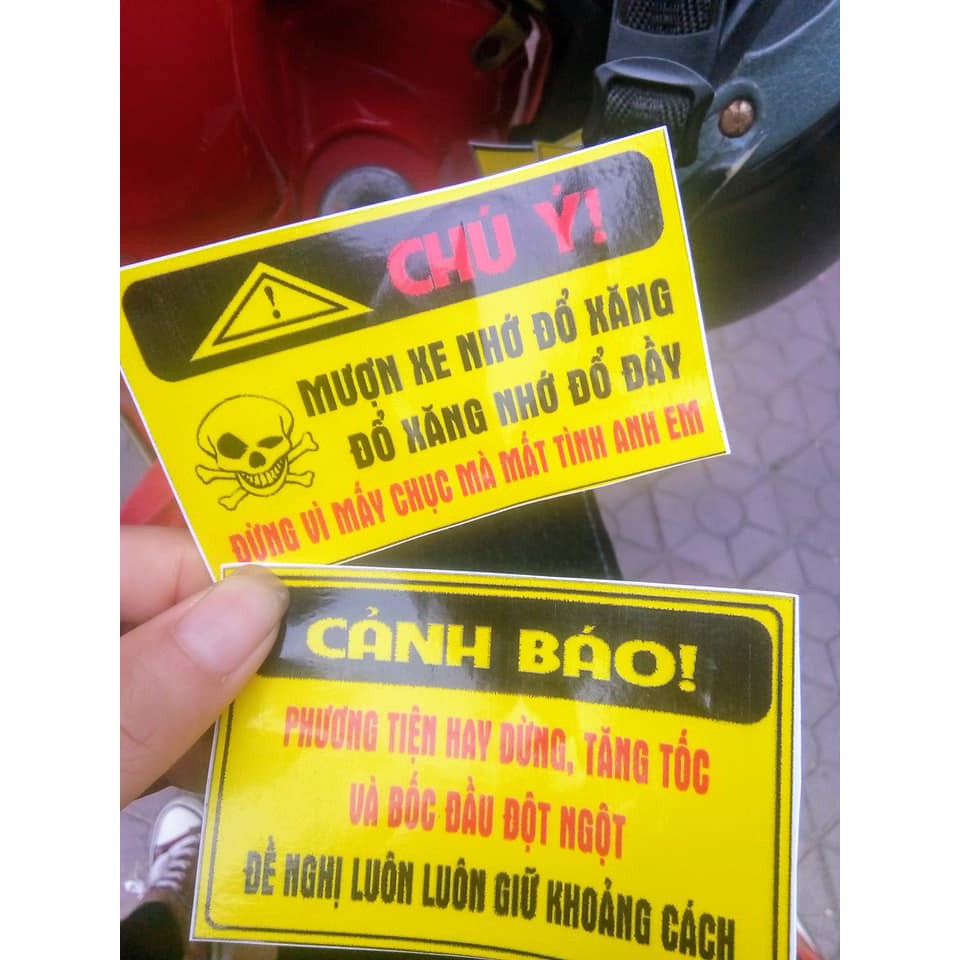 CHÚ Ý!
MƯỢN XE NHỚ ĐỔ XĂNG
ĐỔ XĂNG NHỚ ĐỔ ĐẦY
ĐỪNG VÌ MẤY CHỤC MÀ MẤT TÌNH ANH EM
CẢNH BÁO!
PHƯƠNG TIỆN HAY DỪNG, TĂNG TỐC
VÀ BỐC ĐẦU ĐỘT NGỘT
ĐỀ NGHỊ LUÔN LUÔN GIỮ KHOẢNG CÁCH